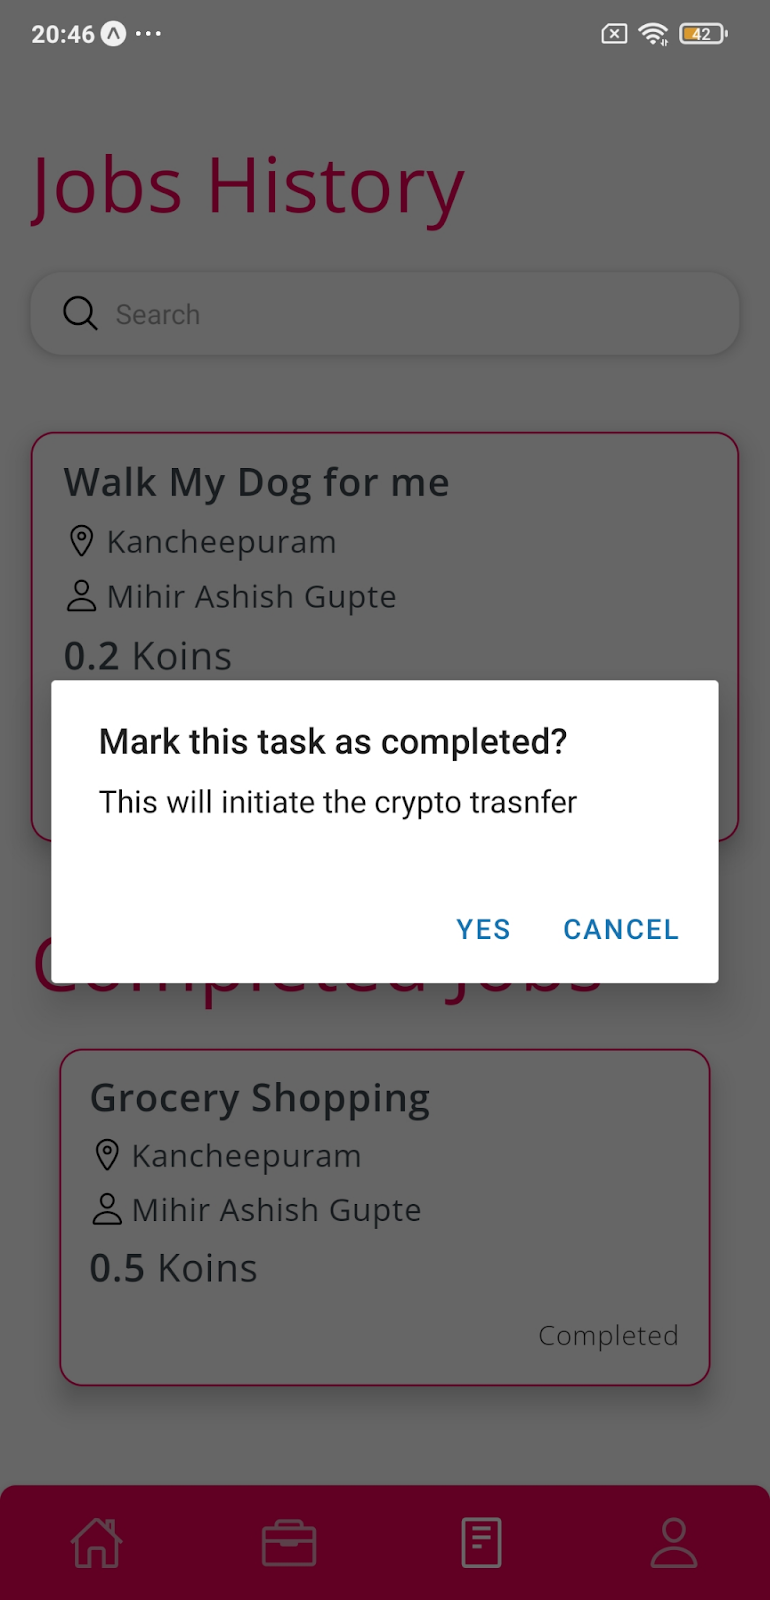 20:46
42
Jobs History
Search
Walk My Dog for me
Kancheepuram
Mihir Ashish Gupte
0.2 Koins
Mark this task as completed?
This will initiate the crypto trasnfer
YES CANCEL
Completed Jobs
Grocery Shopping
Kancheepuram
Mihir Ashish Gupte
0.5 Koins
Completed